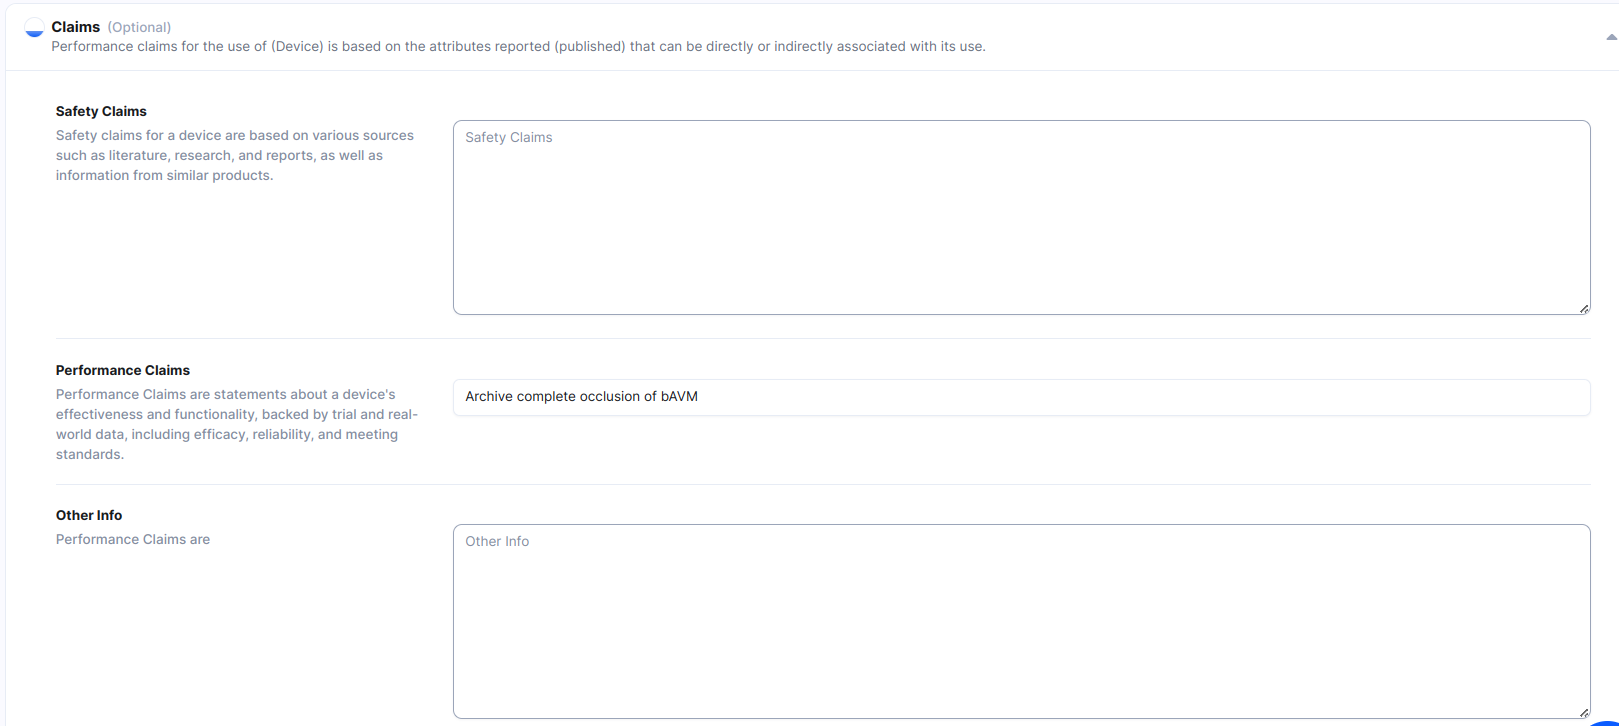 Claims (Optional)
Performance claims for the use of (Device) is based on the attributes reported (published) that can be directly or indirectly associated with its use.
Safety Claims
Safety claims for a device are based on various sources
such as literature, research, and reports, as well as
information from similar products.
Safety Claims
Performance Claims
Performance Claims are statements about a device's
effectiveness and functionality, backed by trial and real-
world data, including efficacy, reliability, and meeting
standards.
Archive complete occlusion of bAVM
Other Info
Performance Claims are
Other Info